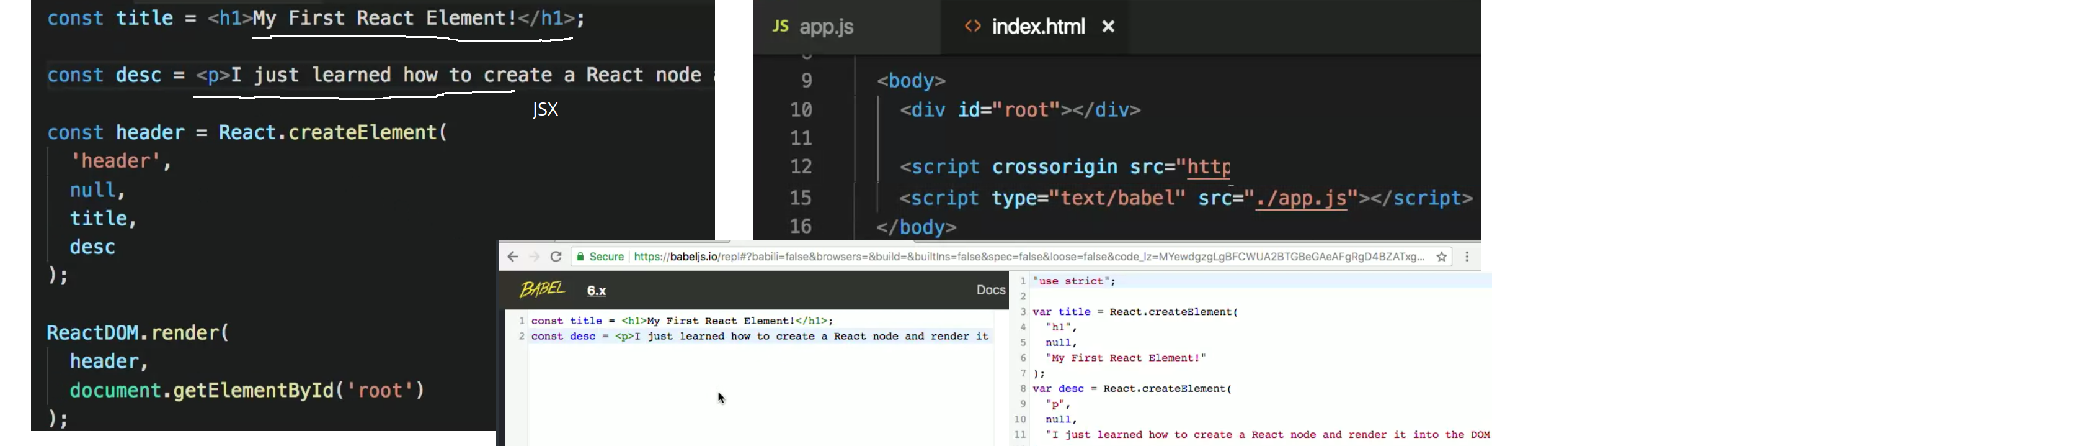 const title = <h1>My First React Element!</h1>;
const desc = <p>I just learned how to create a React node
JSX
const header = React.createElement(
'header',
null,
title,
desc
);
ReactDOM.render(
header,
document.getElementById('root')
);
JS app.js
<> index.html ×
9 <body>
10 <div id="root"></div>
11
12 <script crossorigin src="http
15 <script type="text/babel" src="./app.js"></script>
16 </body>
Secure https://babeljs.io/repl#?babili=false&browsers=&build=&builtIns=false&spec=false&loose=false&code_lz=MYewdgzgLgBFCWUA2BTGBeGAeAFgRgD4BZATxg...
BABEL 6.x Docs
1 const title = <h1>My First React Element!</h1>;
2 const desc = <p>I just learned how to create a React node and render it
1 "use strict";
2
3 var title = React.createElement(
4 "h1",
5 null,
6 "My First React Element!"
7 );
8 var desc = React.createElement(
9 "p",
10 null,
11 "I just learned how to create a React node and render it into the DOM